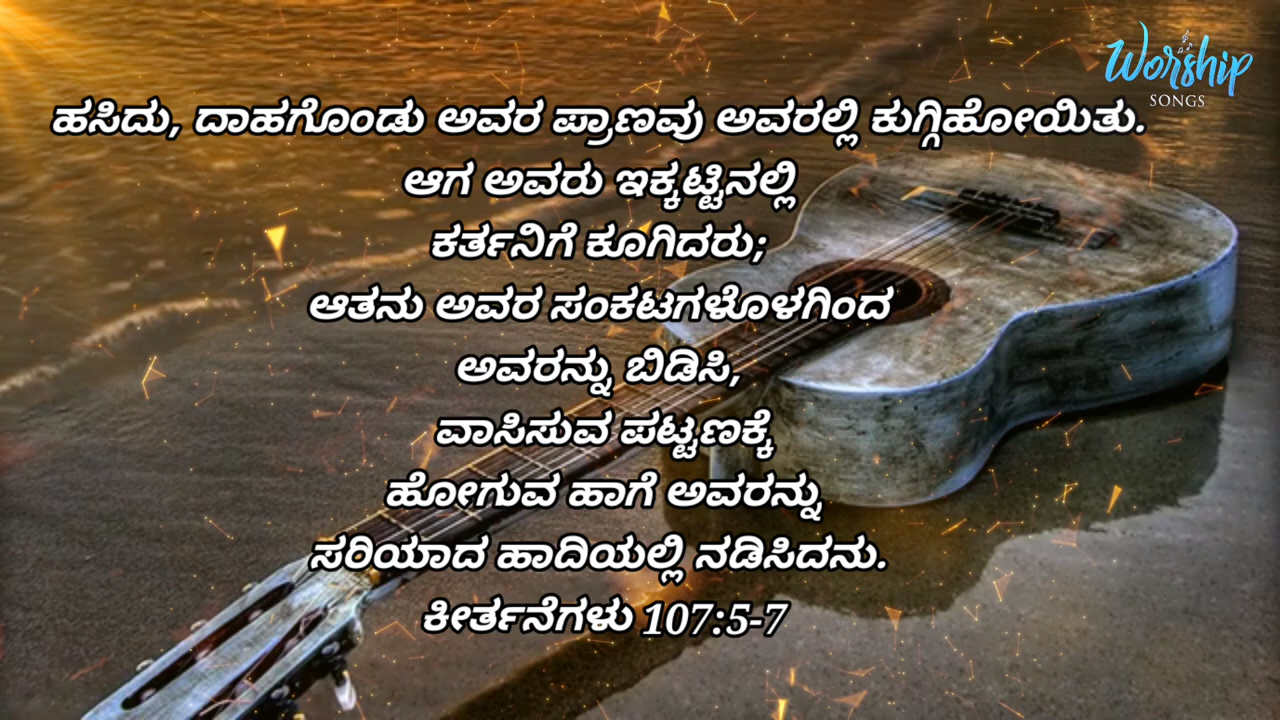 Worship
SONGS
ಹಸಿದು, ದಾಹಗೊಂಡು ಅವರ ಪ್ರಾಣವು ಅವರಲ್ಲಿ ಕುಗ್ಗಿಹೋಯಿತು.
ಆಗ ಅವರು ಇಕ್ಕಟ್ಟಿನಲ್ಲಿ
ಕರ್ತನಿಗೆ ಕೂಗಿದರು;
ಆತನು ಅವರ ಸಂಕಟಗಳೊಳಗಿಂದ
ಅವರನ್ನು ಬಿಡಿಸಿ,
ವಾಸಿಸುವ ಪಟ್ಟಣಕ್ಕೆ
ಹೋಗುವ ಹಾಗೆ ಅವರನ್ನು
ಸರಿಯಾದ ಹಾದಿಯಲ್ಲಿ ನಡಿಸಿದನು.
ಕೀರ್ತನೆಗಳು 107:5-7